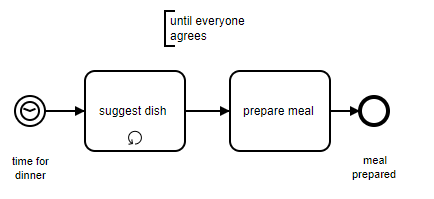 until everyone
agrees
suggest dish
prepare meal
time for
dinner
meal
prepared